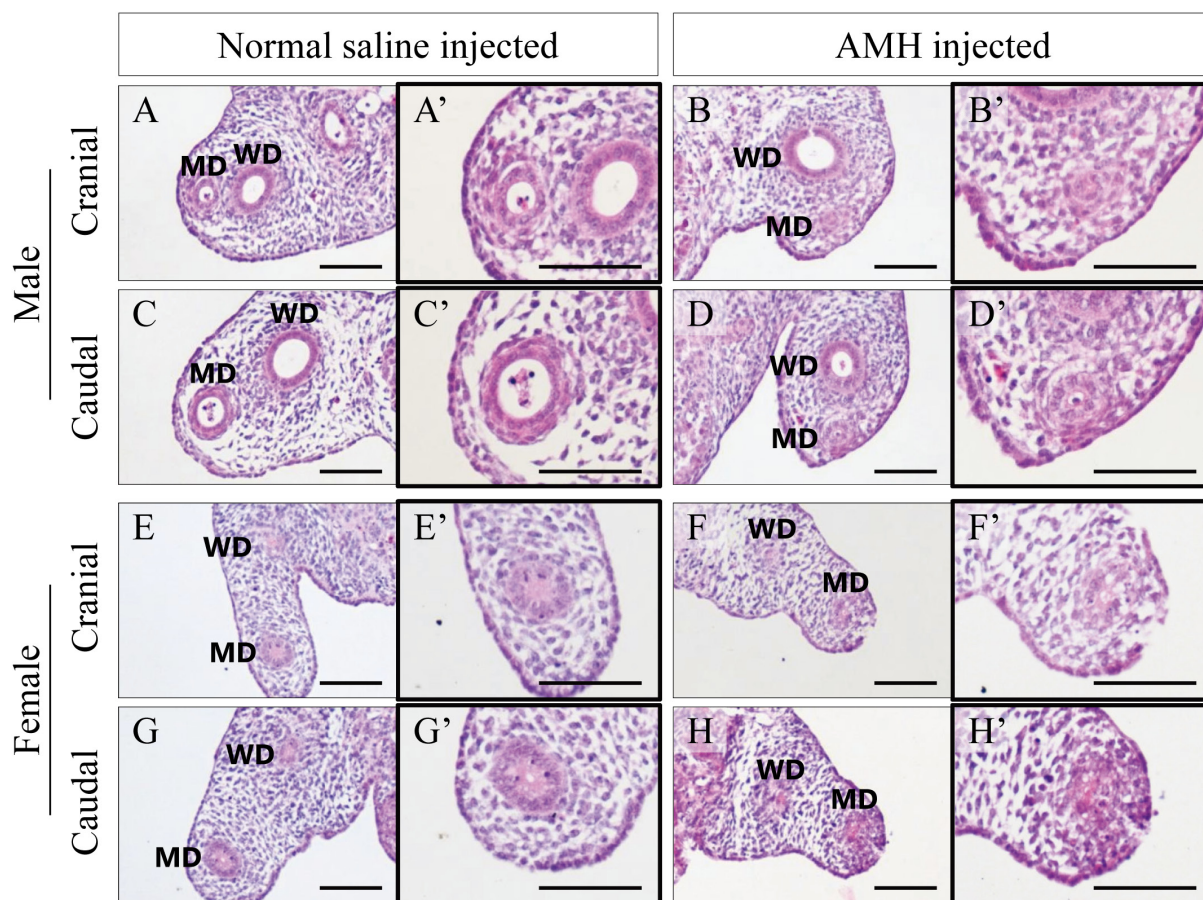 Normal saline injected
AMH injected
Male
Cranial
A
MD
WD
A’
B
WD
MD
B’
Caudal
C
WD
MD
C’
D
WD
MD
D’
Female
Cranial
E
WD
MD
E’
F
WD
MD
F’
Caudal
G
WD
MD
G’
H
WD
MD
H’